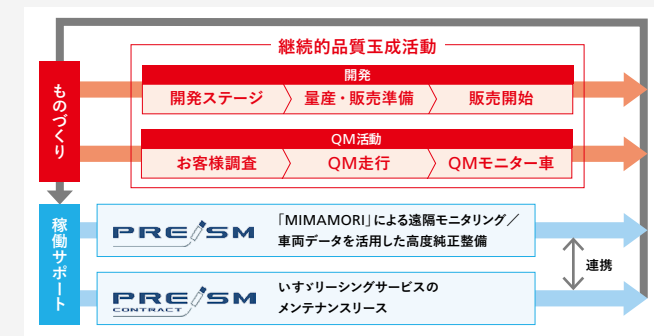 継続的品質玉成活動
ものづくり
開発
開発ステージ
量産・販売準備
販売開始
QM活動
お客様調査
QM走行
QMモニター車
稼働サポート
PREISM
「MIMAMORI」による遠隔モニタリング／
車両データを活用した高度純正整備
連携
PREISM
CONTRACT
いすゞリーシングサービスの
メンテナンスリース